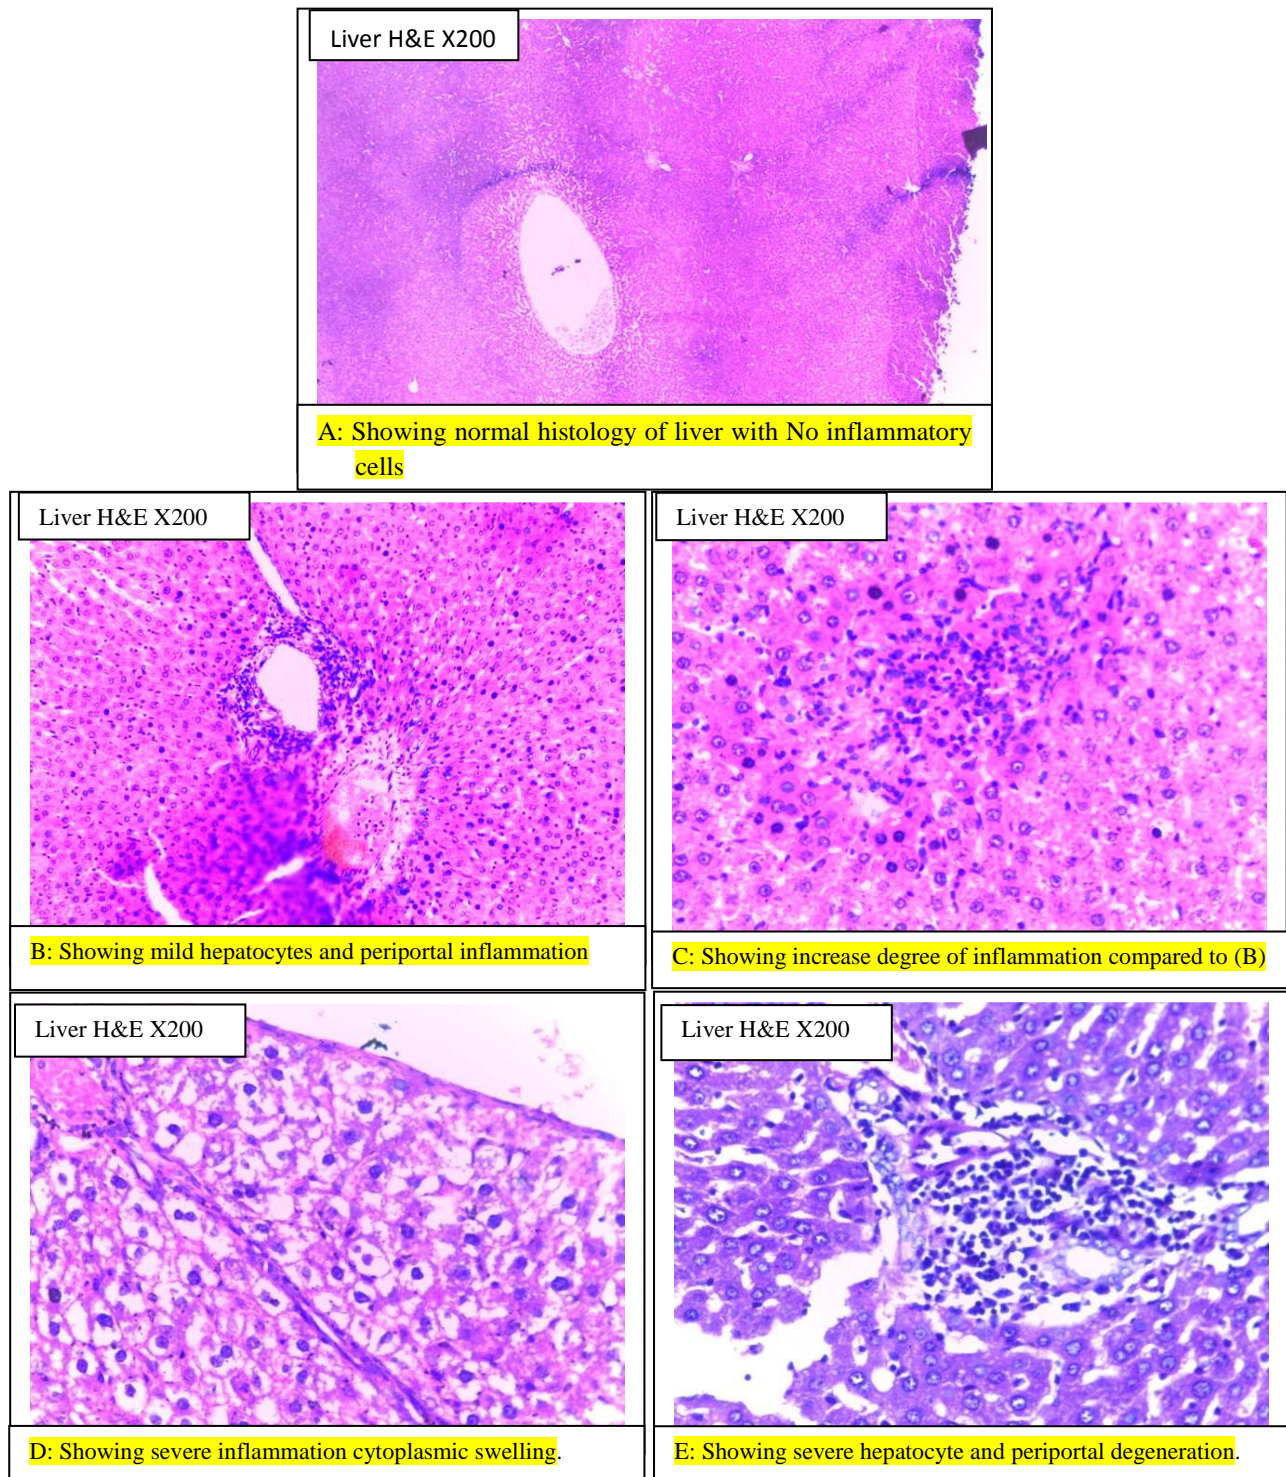 Liver H&E X200
A: Showing normal histology of liver with No inflammatory
cells
Liver H&E X200
Liver H&E X200
B: Showing mild hepatocytes and periportal inflammation
C: Showing increase degree of inflammation compared to (B)
Liver H&E X200
Liver H&E X200
D: Showing severe inflammation cytoplasmic swelling.
E: Showing severe hepatocyte and periportal degeneration.